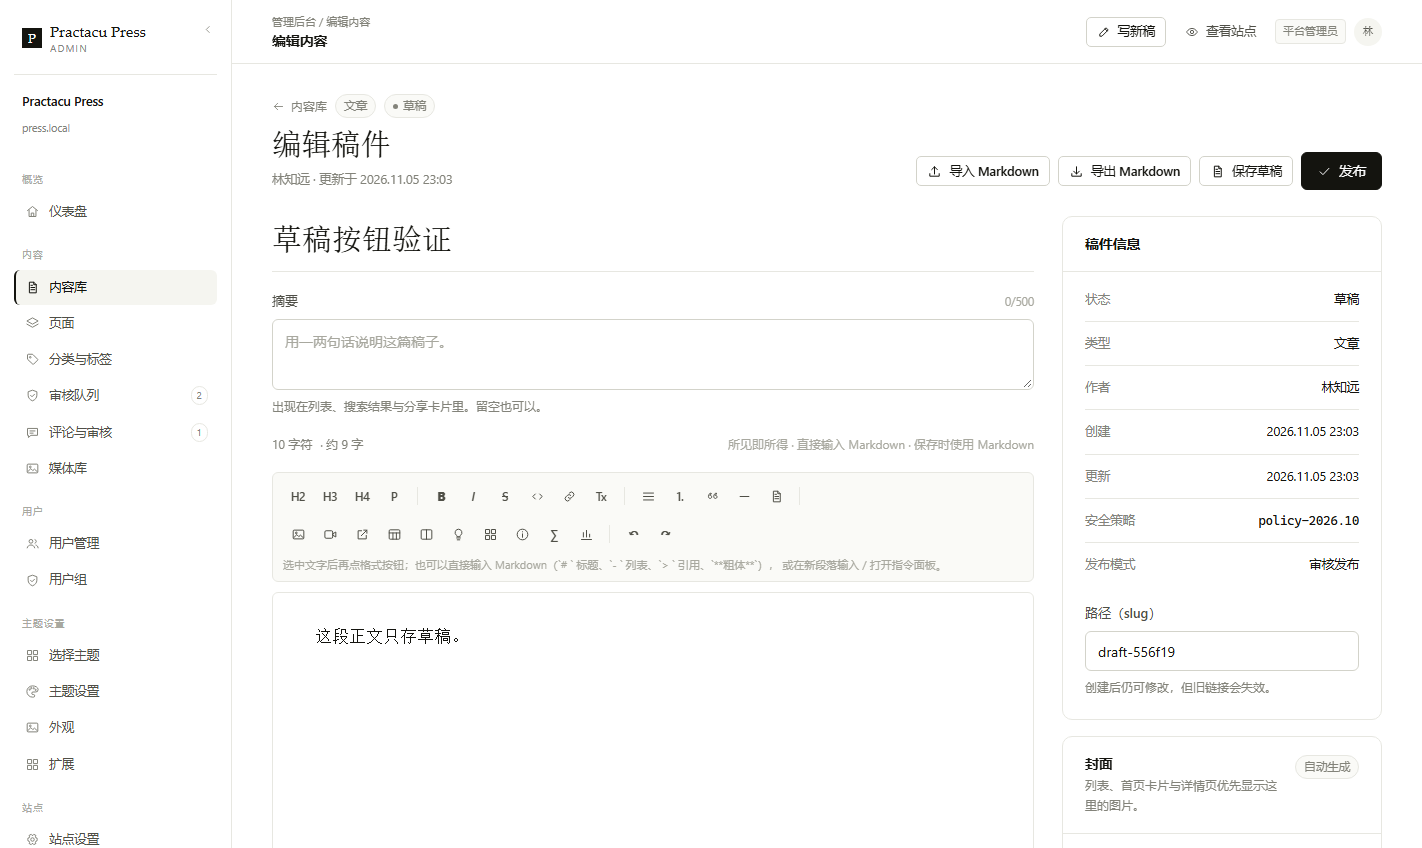 P Practacu Press
ADMIN
Practacu Press
press.local
概览
仪表盘
内容
内容库
页面
分类与标签
审核队列 2
评论与审核 1
媒体库
用户
用户管理
用户组
主题设置
选择主题
主题设置
外观
扩展
站点
站点设置
管理后台 / 编辑内容
编辑内容
写新稿
查看站点
平台管理员
林
← 内容库 文章 • 草稿
编辑稿件
林知远 · 更新于 2026.11.05 23:03
导入 Markdown
导出 Markdown
保存草稿
发布
草稿按钮验证
摘要 0/500
用一两句话说明这篇稿子。
出现在列表、搜索结果与分享卡片里。留空也可以。
10 字符 · 约 9 字 所见即所得 · 直接输入 Markdown · 保存时使用 Markdown
H2 H3 H4 P B I S <> Tx 1. 66 —
∑
选中文字后再点格式按钮；也可以直接输入 Markdown（`# ` 标题、`- ` 列表、`> ` 引用、`**粗体**`），或在新段落输入 / 打开指令面板。
这段正文只存草稿。
稿件信息
状态 草稿
类型 文章
作者 林知远
创建 2026.11.05 23:03
更新 2026.11.05 23:03
安全策略 policy-2026.10
发布模式 审核发布
路径（slug）
draft-556f19
创建后仍可修改，但旧链接会失效。
封面 自动生成
列表、首页卡片与详情页优先显示这
里的图片。